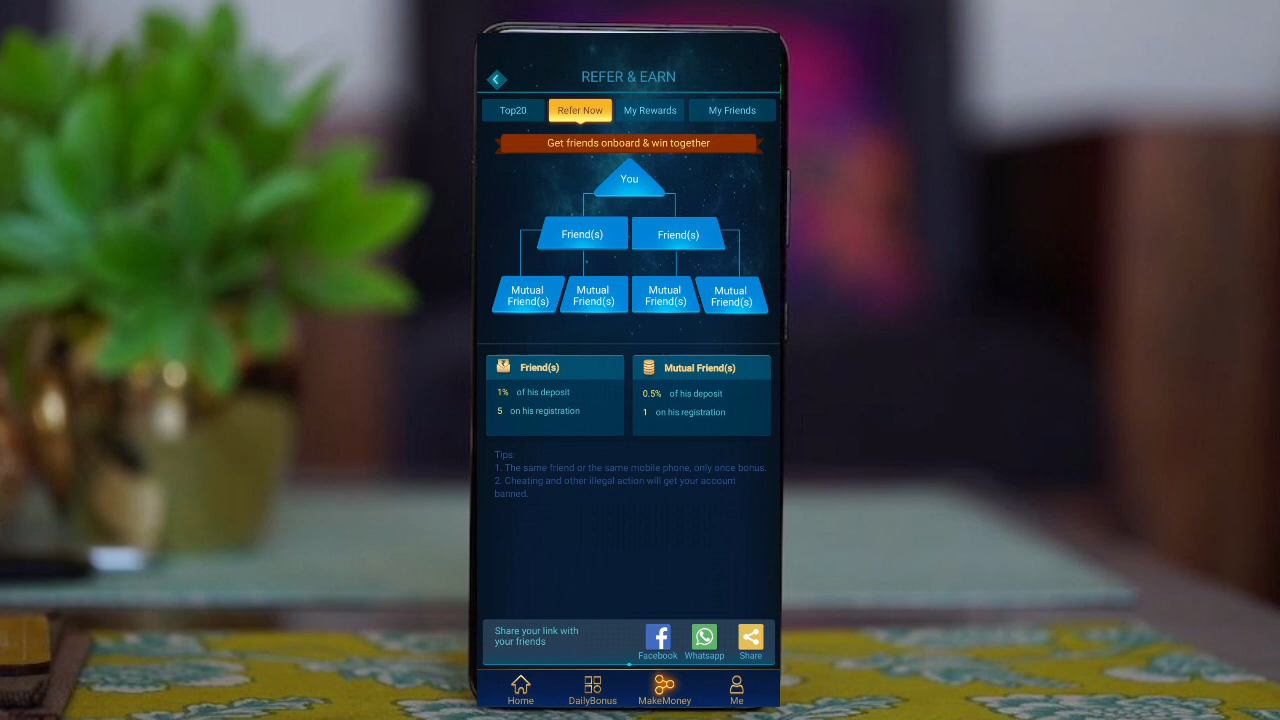 REFER & EARN
Top20
Refer Now
My Rewards
My Friends
Get friends onboard & win together
You
Friend(s)
Friend(s)
Mutual
Friend(s)
Mutual
Friend(s)
Mutual
Friend(s)
Mutual
Friend(s)
Friend(s)
1% of his deposit
5 on his registration
Mutual Friend(s)
0.5% of his deposit
1 on his registration
Tips:
1. The same friend or the same mobile phone, only once bonus.
2. Cheating and other illegal action will get your account
banned.
Share your link with
your friends
Facebook
Whatsapp
Share
Home
DailyBonus
MakeMoney
Me